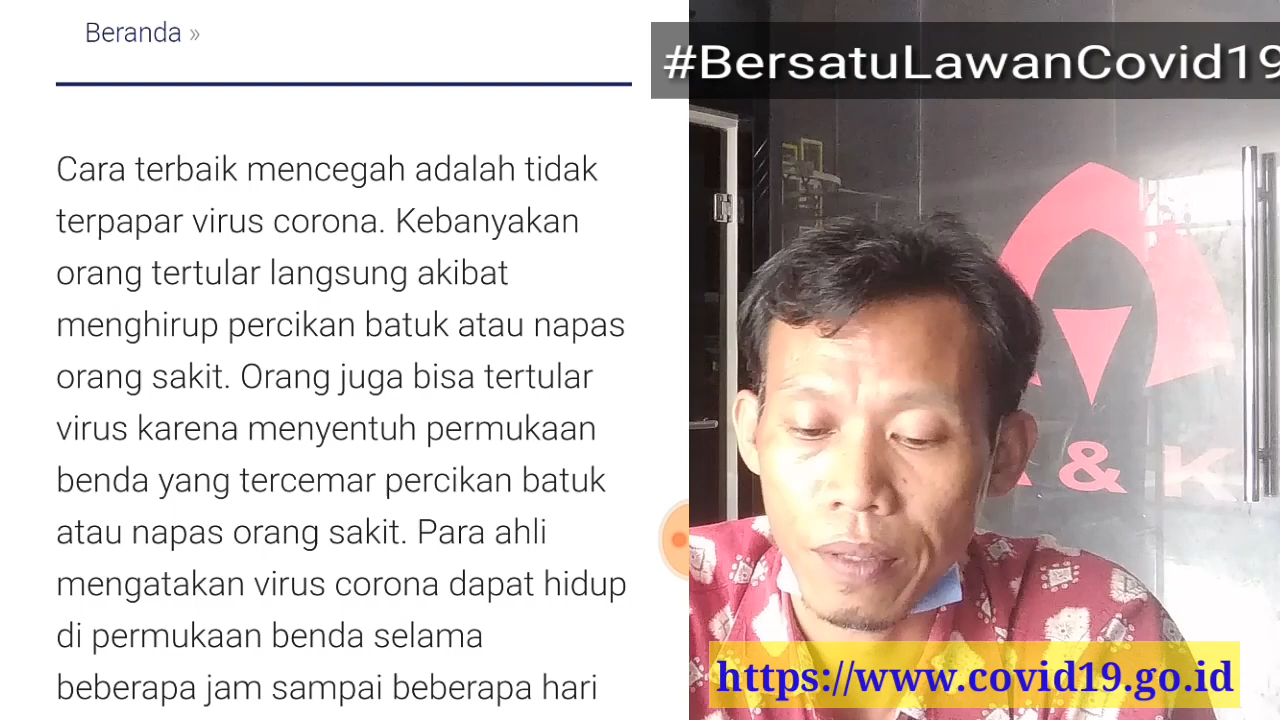 Beranda »
Cara terbaik mencegah adalah tidak
terpapar virus corona. Kebanyakan
orang tertular langsung akibat
menghirup percikan batuk atau napas
orang sakit. Orang juga bisa tertular
virus karena menyentuh permukaan
benda yang tercemar percikan batuk
atau napas orang sakit. Para ahli
mengatakan virus corona dapat hidup
di permukaan benda selama
beberapa jam sampai beberapa hari
#BersatuLawanCovid19
& K
https://www.covid19.go.id